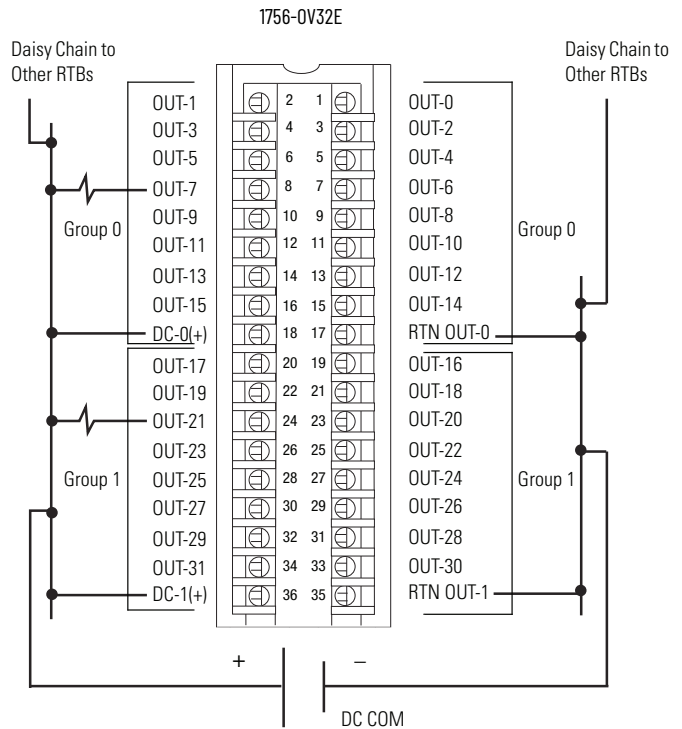 1756-OV32E
Daisy Chain to
Other RTBs
Daisy Chain to
Other RTBs
OUT-1 2 1 OUT-0
OUT-3 4 3 OUT-2
OUT-5 6 5 OUT-4
OUT-7 8 7 OUT-6
OUT-9 10 9 OUT-8
Group 0 Group 0
OUT-11 12 11 OUT-10
OUT-13 14 13 OUT-12
OUT-15 16 15 OUT-14
DC-0(+) 18 17 RTN OUT-0
OUT-17 20 19 OUT-16
OUT-19 22 21 OUT-18
OUT-21 24 23 OUT-20
OUT-23 26 25 OUT-22
Group 1 OUT-25 28 27 OUT-24 Group 1
OUT-27 30 29 OUT-26
OUT-29 32 31 OUT-28
OUT-31 34 33 OUT-30
DC-1(+) 36 35 RTN OUT-1
+ –
DC COM